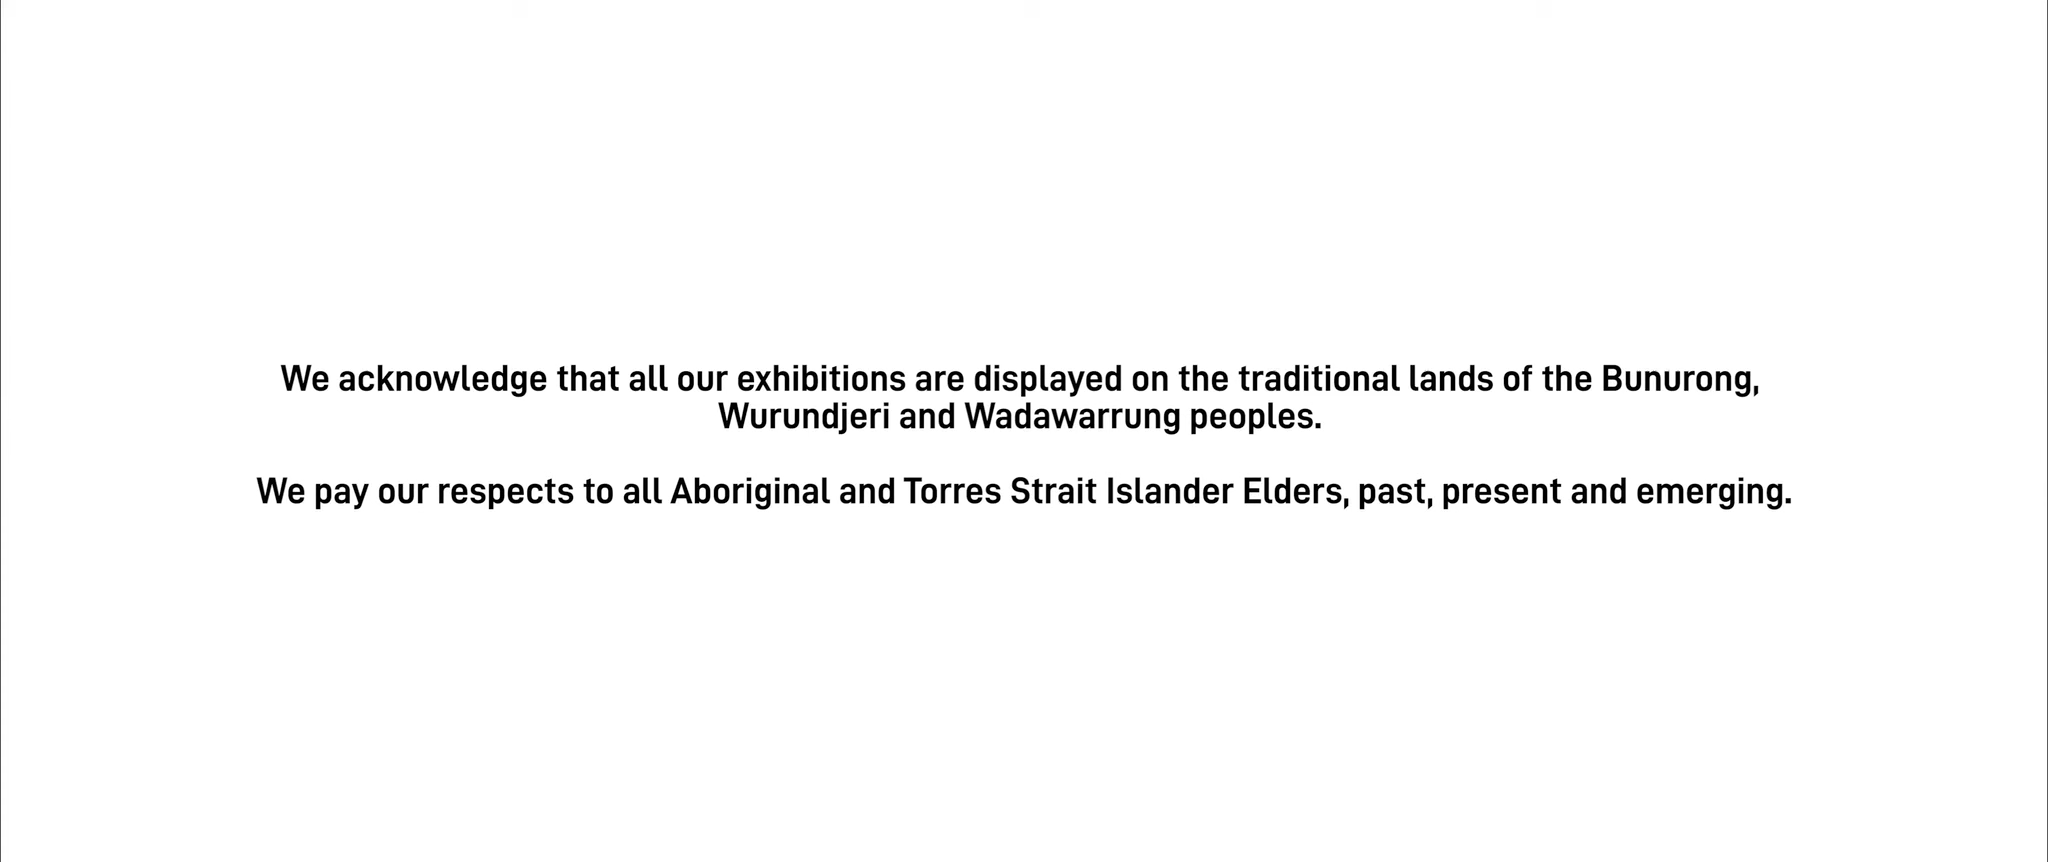 We acknowledge that all our exhibitions are displayed on the traditional lands of the Bunurong,
Wurundjeri and Wadawarrung peoples.
We pay our respects to all Aboriginal and Torres Strait Islander Elders, past, present and emerging.